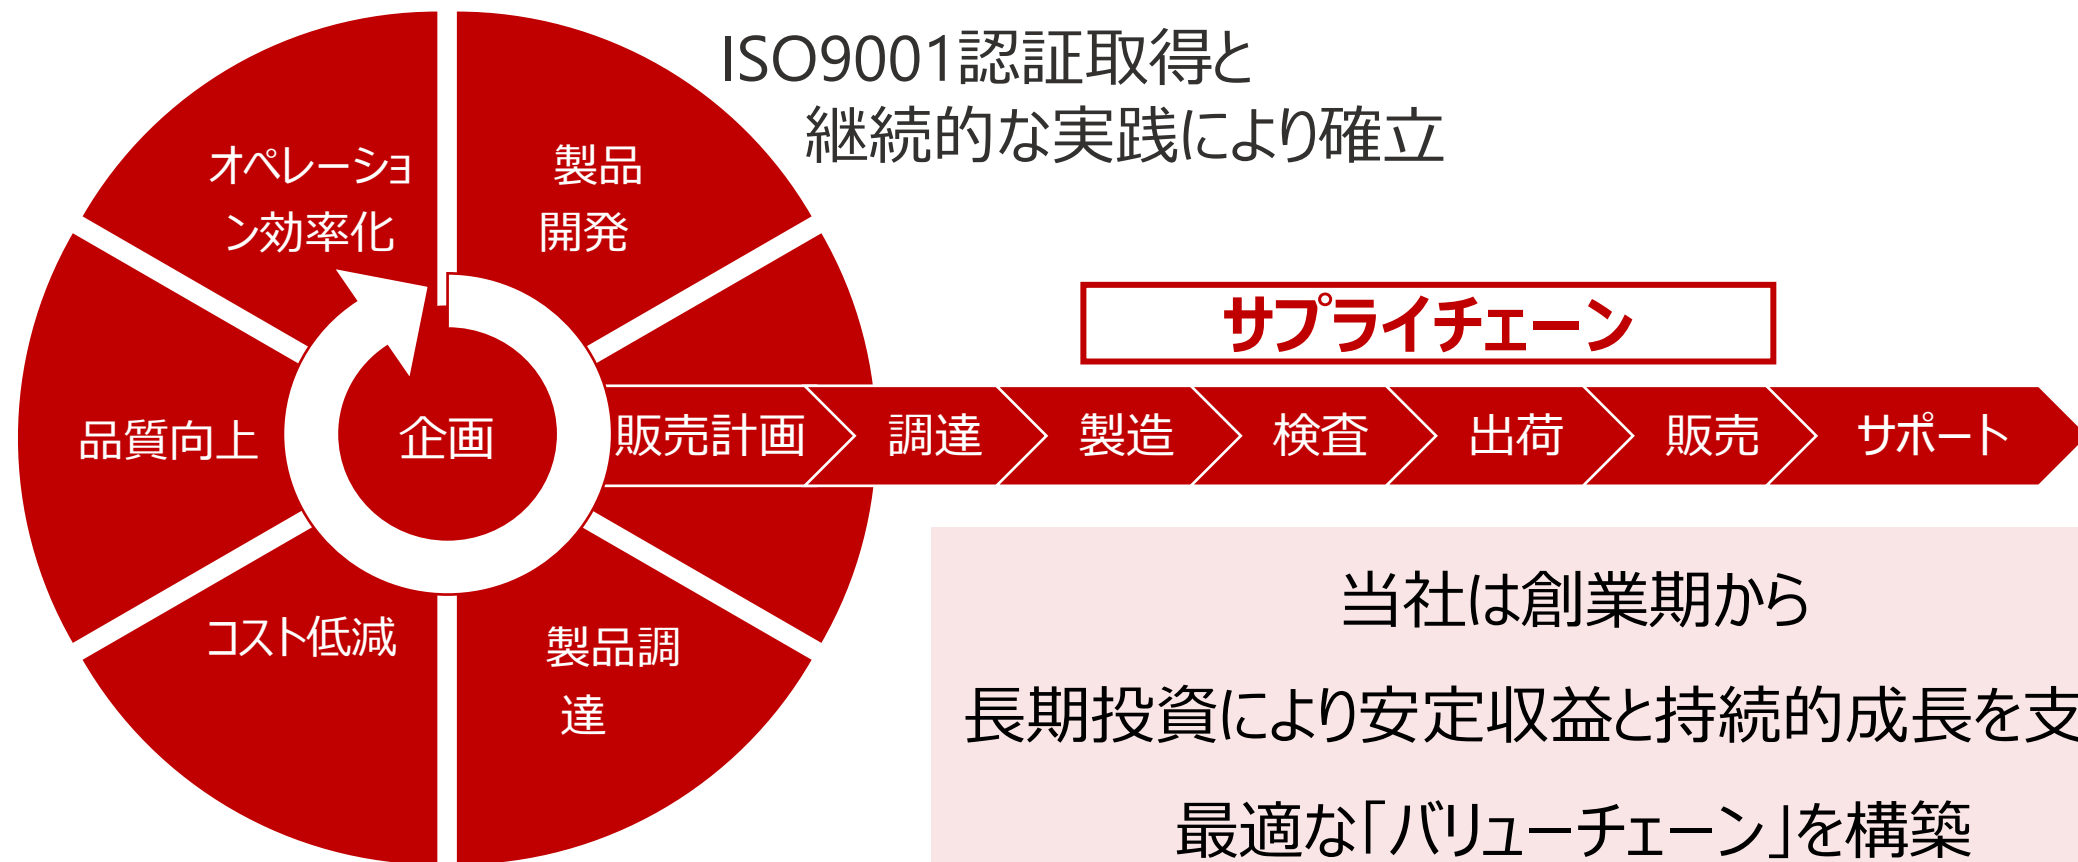 ISO9001認証取得と
継続的な実践により確立
オペレーショ
ン効率化
製品
開発
サプライチェーン
品質向上
企画
販売計画
調達
製造
検査
出荷
販売
サポート
コスト低減
製品調
達
当社は創業期から
長期投資により安定収益と持続的成長を支
最適な「バリューチェーン」を構築